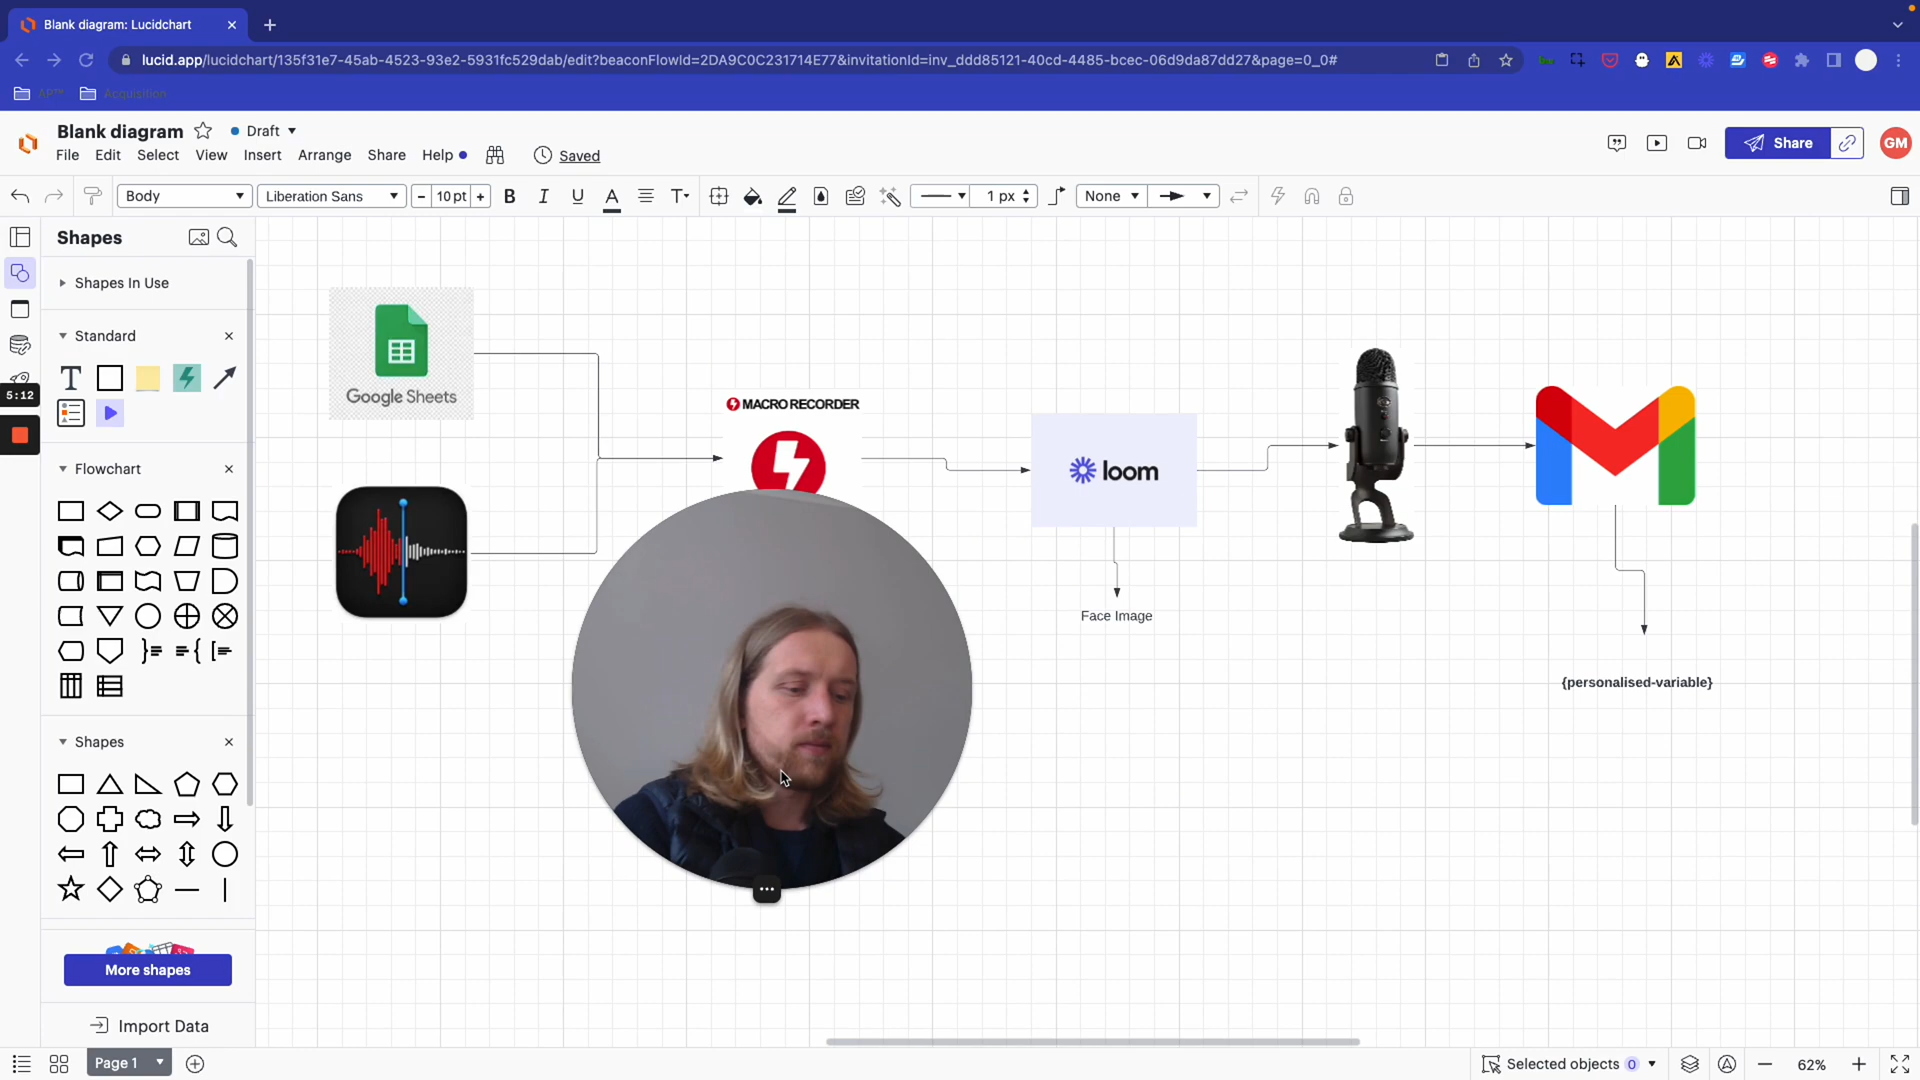 Blank diagram: Lucidchart
lucid.app/lucidchart/135f31e7-45ab-4523-93e2-5931fc529dab/edit?beaconFlowId=2DA9C0C231714E77&invitationId=inv_ddd85121-40cd-4485-bcec-06d9da87dd27&page=0_0#
AP™ Acquisition
Blank diagram Draft
File Edit Select View Insert Arrange Share Help Saved
Share GM
Body Liberation Sans - 10 pt + B I U A T 1 px None
Shapes
Shapes In Use
Standard
T
5:12
Flowchart
Shapes
More shapes
Import Data
Google Sheets
MACRO RECORDER
loom
Face Image
{personalised-variable}
Page 1
Selected objects 0
62%